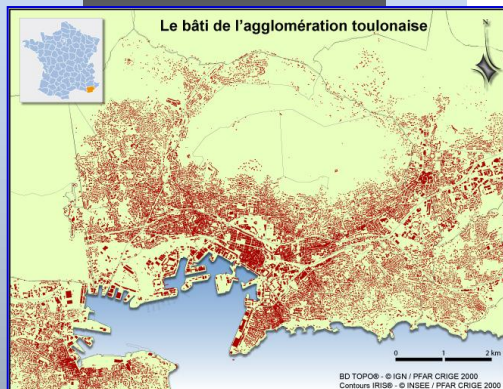 Le bâti de l'agglomération toulonaise
N
0 1 2 km
BD TOPO® - © IGN / PFAR CRIGE 2000
Contours IRIS® - © INSEE / PFAR CRIGE 2000